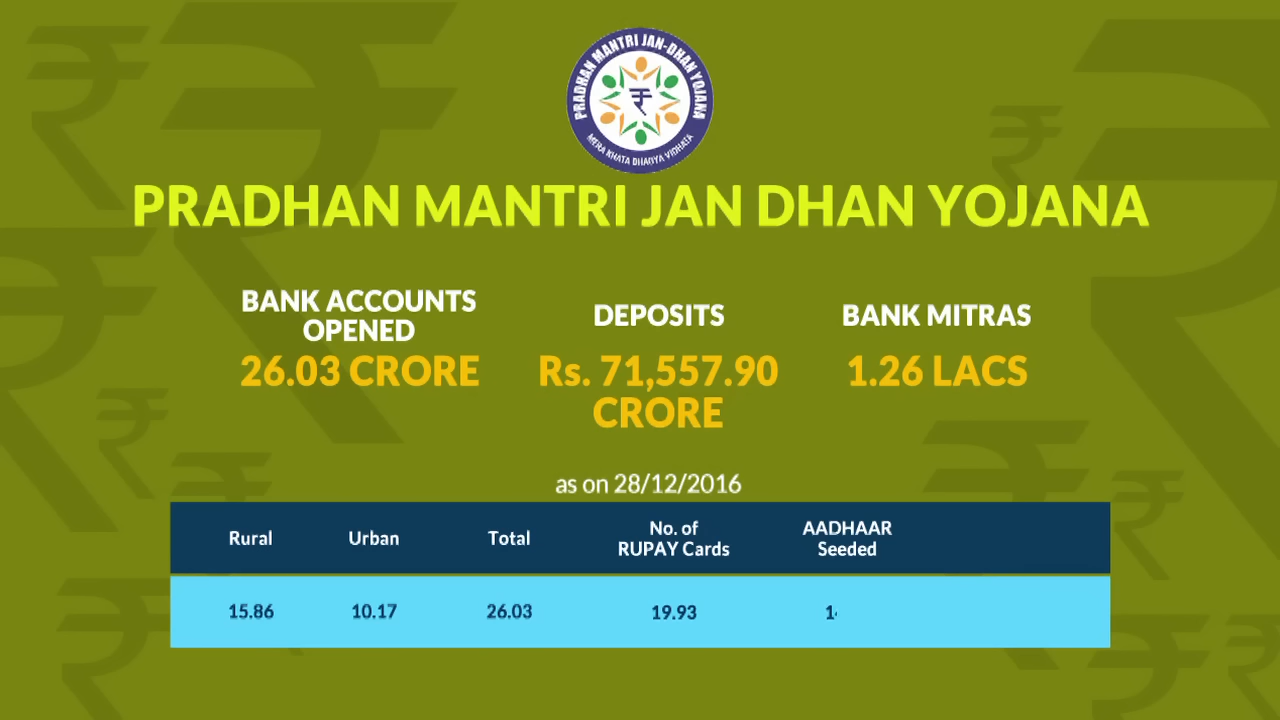 PRADHAN MANTRI JAN-DHAN YOJANA
MERA KHATA BHAGYA VIDHATA
PRADHAN MANTRI JAN DHAN YOJANA
BANK ACCOUNTS
OPENED
26.03 CRORE
DEPOSITS
Rs. 71,557.90
CRORE
BANK MITRAS
1.26 LACS
as on 28/12/2016
Rural Urban Total No. of RUPAY Cards AADHAAR Seeded
15.86 10.17 26.03 19.93